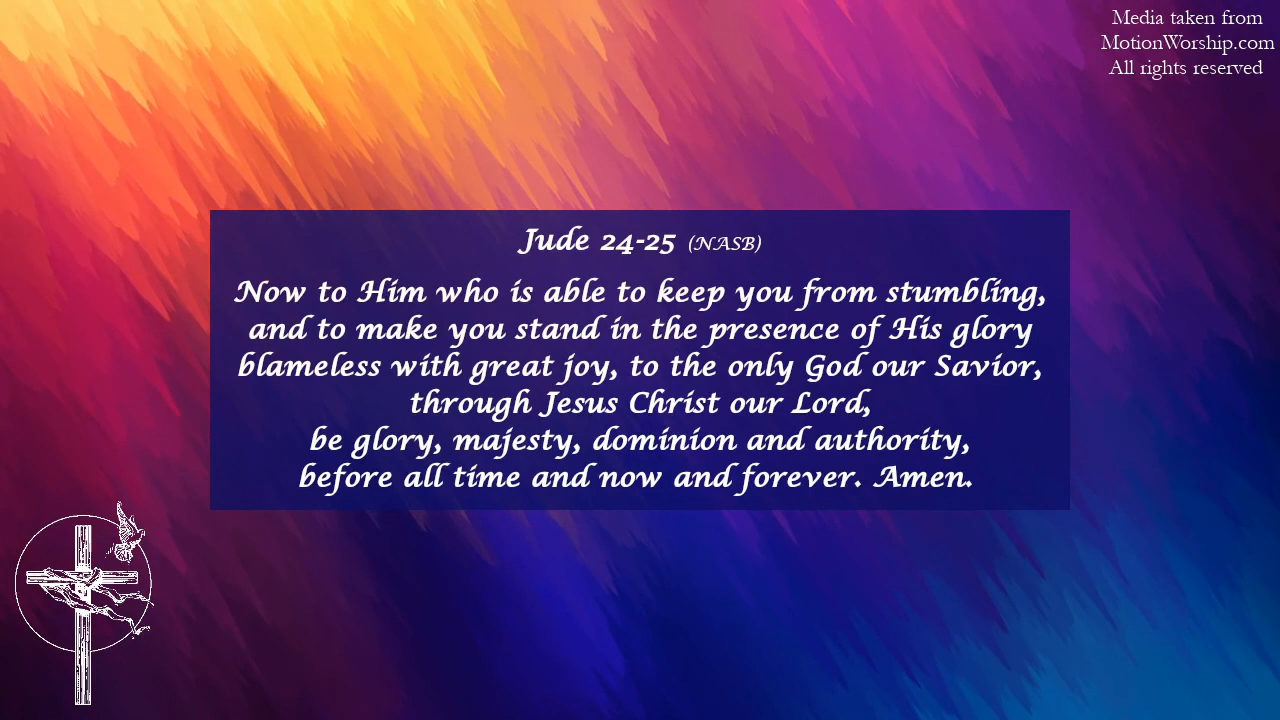 Media taken from
MotionWorship.com
All rights reserved
Jude 24-25 (NASB)
Now to Him who is able to keep you from stumbling,
and to make you stand in the presence of His glory
blameless with great joy, to the only God our Savior,
through Jesus Christ our Lord,
be glory, majesty, dominion and authority,
before all time and now and forever. Amen.